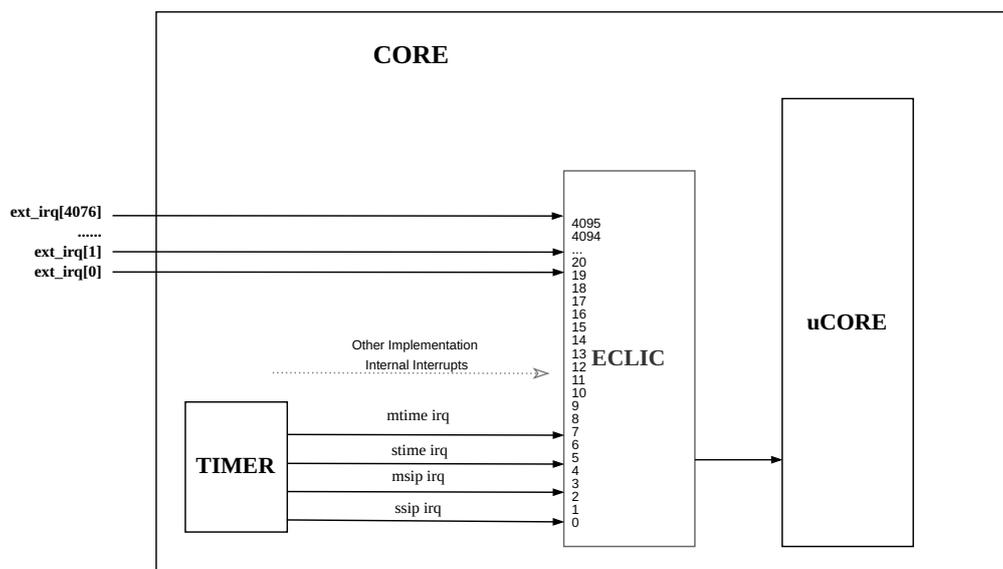 CORE
ext_irq[4076]
......
ext_irq[1]
ext_irq[0]
4095
4094
...
20
19
18
17
16
15
14
13
12
11
10
9
8
7
6
5
4
3
2
1
0
ECLIC
uCORE
Other Implementation
Internal Interrupts
TIMER
mtime irq
stime irq
msip irq
ssip irq